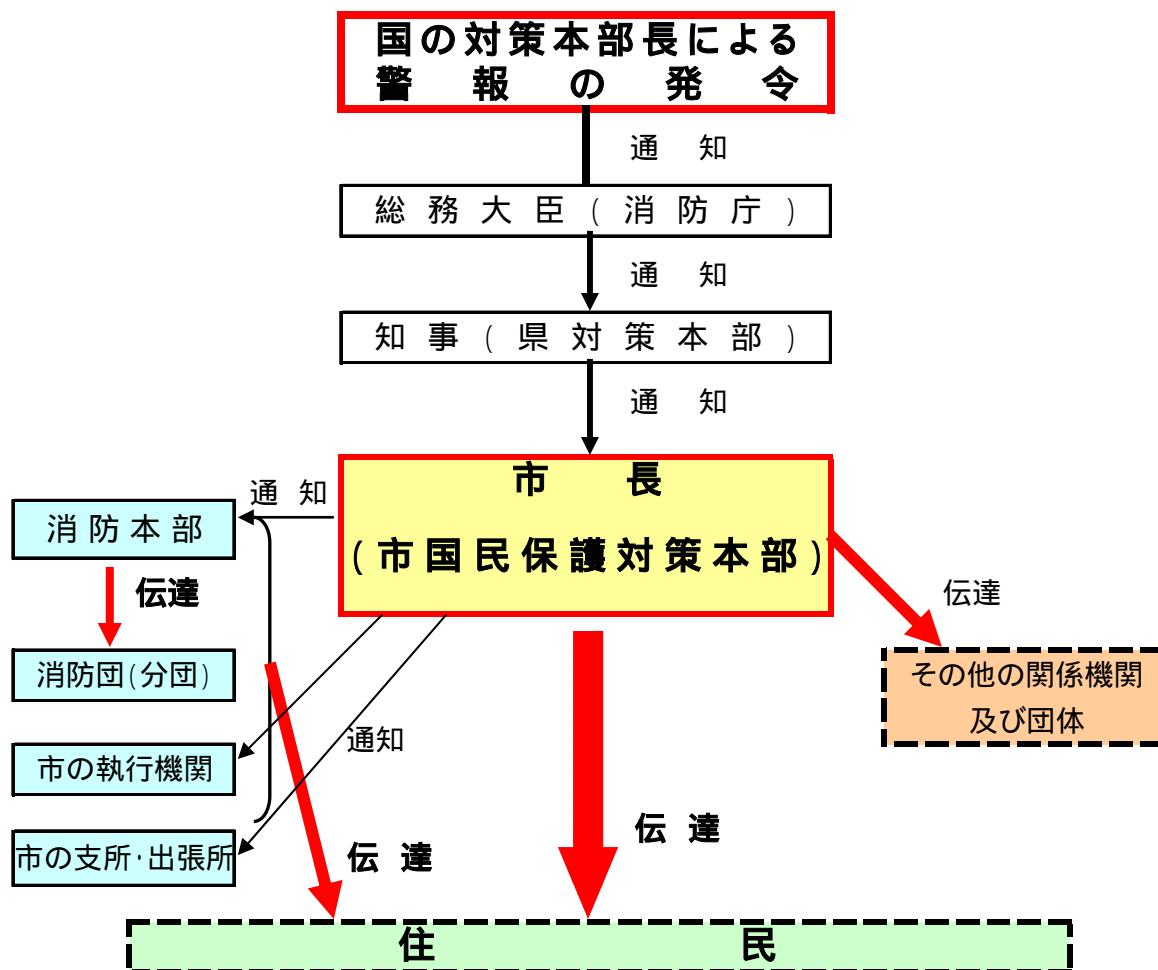 国の対策本部長による
警報の発令
通知
総務大臣(消防庁)
通知
知事(県対策本部)
通知
市長
(市国民保護対策本部)
通知
消防本部
伝達
消防団(分団)
市の執行機関
市の支所・出張所
通知
伝達
伝達
伝達
その他の関係機関
及び団体
住民